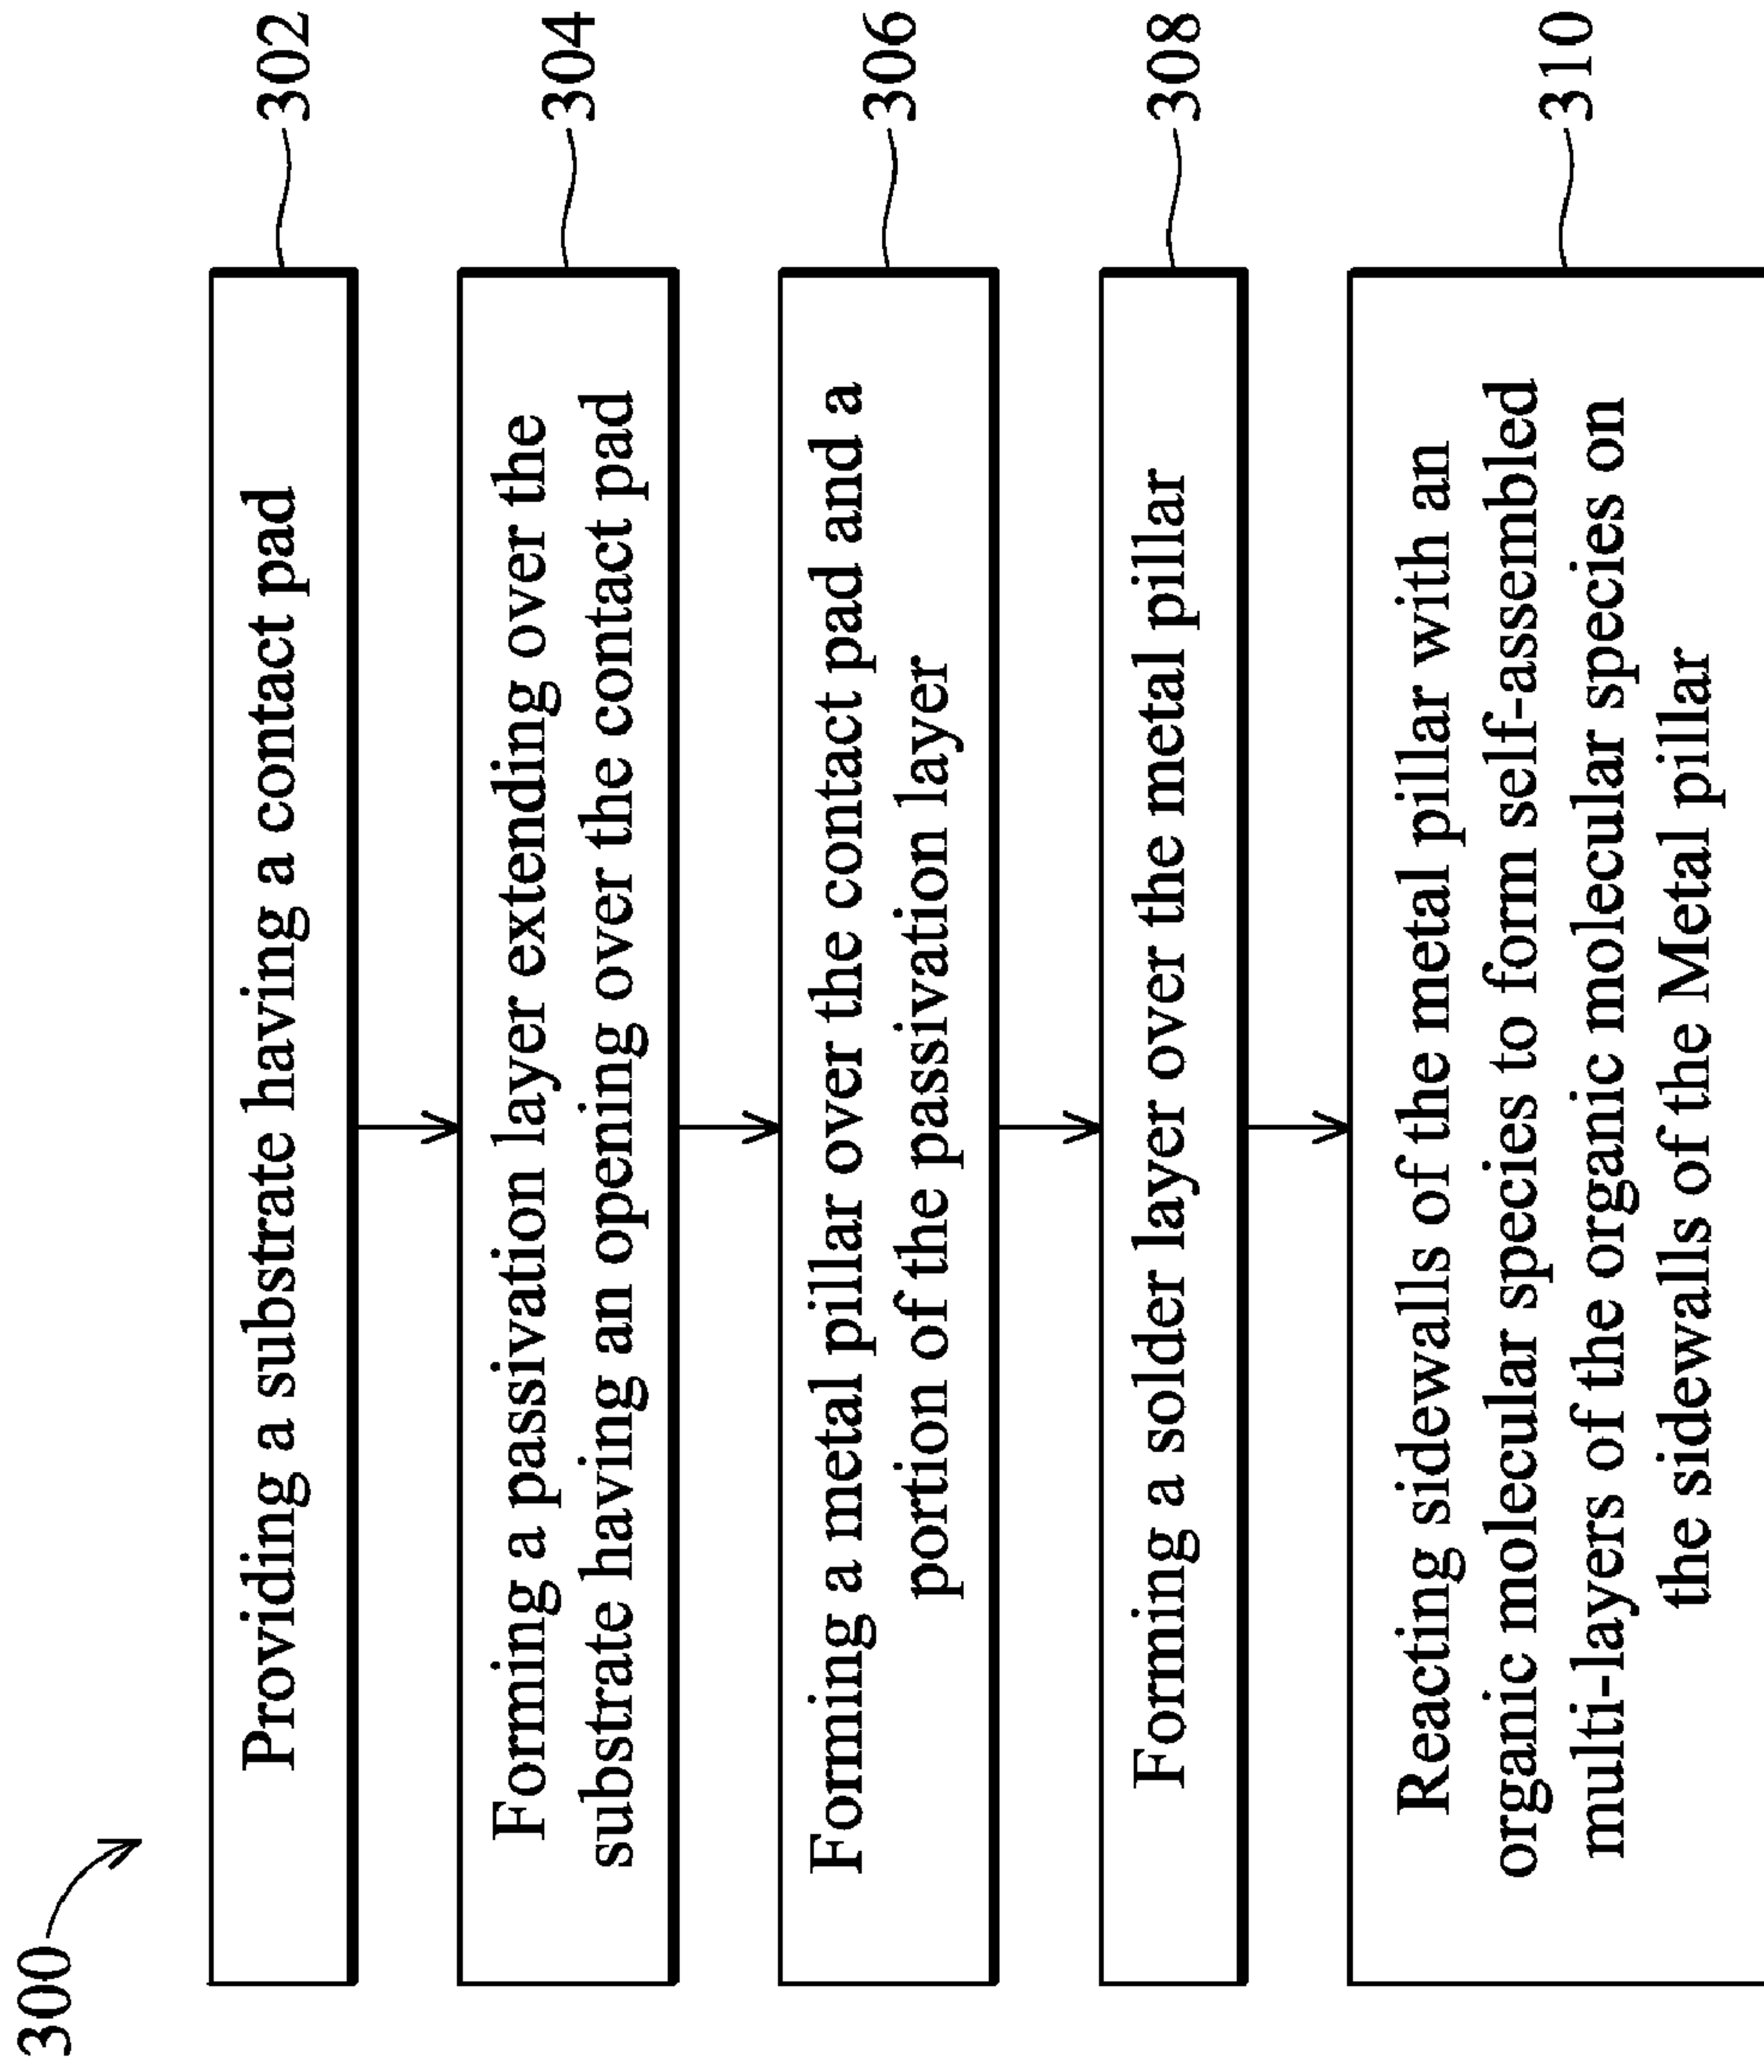 300
Providing a substrate having a contact pad
302
Forming a passivation layer extending over the
substrate having an opening over the contact pad
304
Forming a metal pillar over the contact pad and a
portion of the passivation layer
306
Forming a solder layer over the metal pillar
308
Reacting sidewalls of the metal pillar with an
organic molecular species to form self-assembled
multi-layers of the organic molecular species on
the sidewalls of the Metal pillar
310